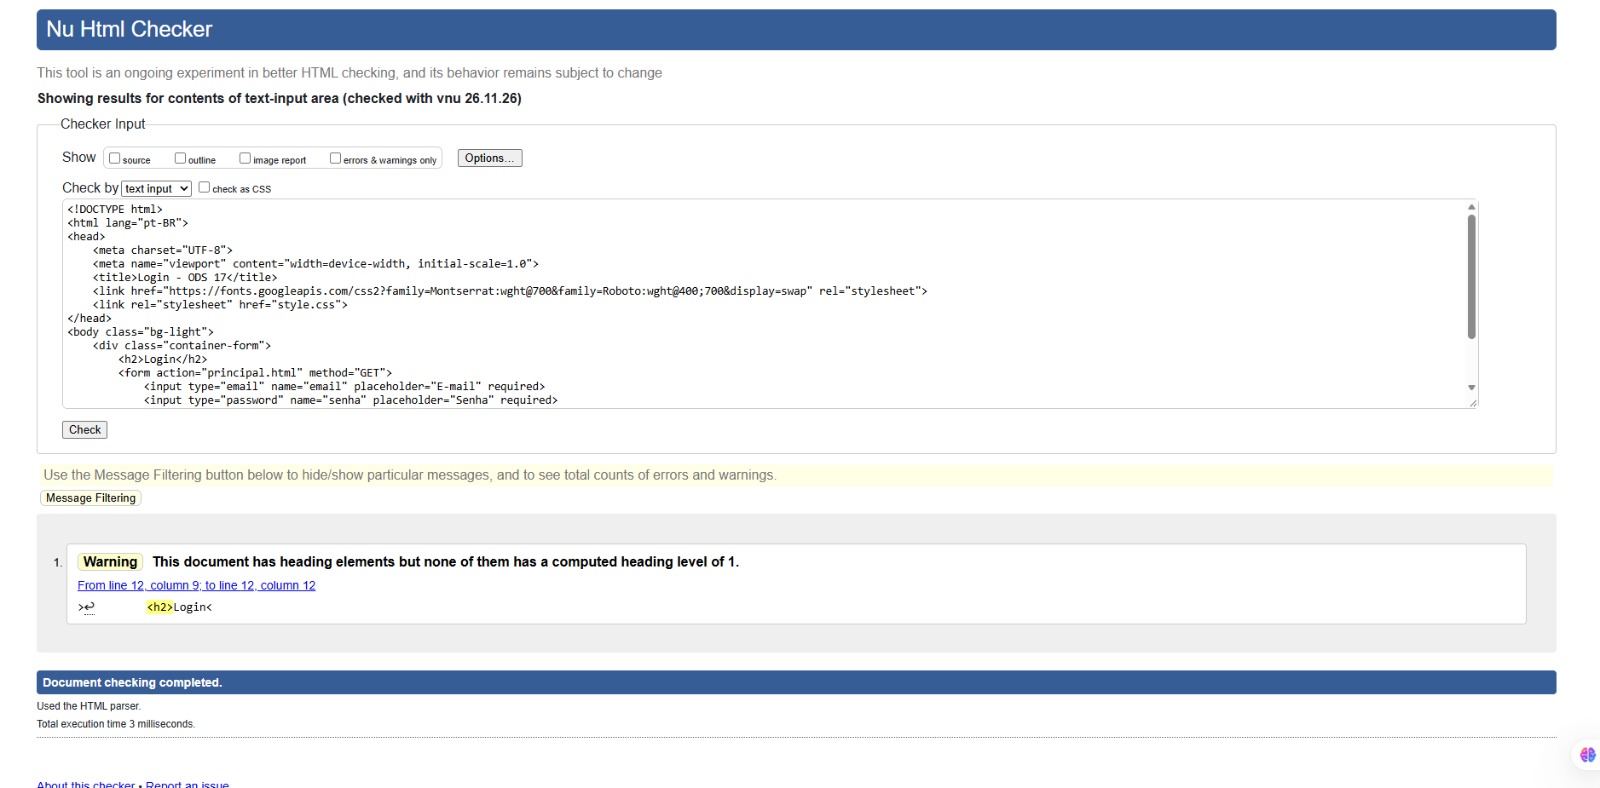 Nu Html Checker
This tool is an ongoing experiment in better HTML checking, and its behavior remains subject to change
Showing results for contents of text-input area (checked with vnu 26.11.26)
Checker Input
Show source outline image report errors & warnings only Options...
Check by text input check as CSS
<!DOCTYPE html>
<html lang="pt-BR">
<head>
    <meta charset="UTF-8">
    <meta name="viewport" content="width=device-width, initial-scale=1.0">
    <title>Login - ODS 17</title>
    <link href="https://fonts.googleapis.com/css2?family=Montserrat:wght@700&family=Roboto:wght@400;700&display=swap" rel="stylesheet">
    <link rel="stylesheet" href="style.css">
</head>
<body class="bg-light">
    <div class="container-form">
        <h2>Login</h2>
        <form action="principal.html" method="GET">
            <input type="email" name="email" placeholder="E-mail" required>
            <input type="password" name="senha" placeholder="Senha" required>
Check
Use the Message Filtering button below to hide/show particular messages, and to see total counts of errors and warnings.
Message Filtering
1. Warning This document has heading elements but none of them has a computed heading level of 1.
From line 12, column 9; to line 12, column 12
>↩ <h2>Login<
Document checking completed.
Used the HTML parser.
Total execution time 3 milliseconds.
About this checker • Report an issue